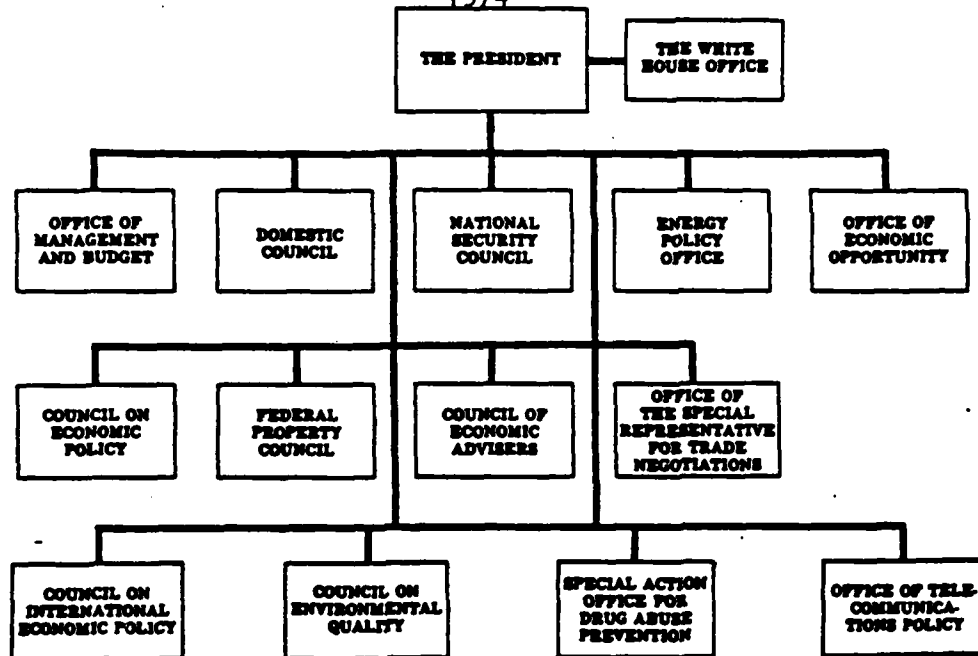 1974
THE PRESIDENT
THE WHITE
HOUSE OFFICE
OFFICE OF
MANAGEMENT
AND BUDGET
DOMESTIC
COUNCIL
NATIONAL
SECURITY
COUNCIL
ENERGY
POLICY
OFFICE
OFFICE OF
ECONOMIC
OPPORTUNITY
COUNCIL ON
ECONOMIC
POLICY
FEDERAL
PROPERTY
COUNCIL
COUNCIL OF
ECONOMIC
ADVISERS
OFFICE OF
THE SPECIAL
REPRESENTATIVE
FOR TRADE
NEGOTIATIONS
COUNCIL ON
INTERNATIONAL
ECONOMIC POLICY
COUNCIL ON
ENVIRONMENTAL
QUALITY
SPECIAL ACTION
OFFICE FOR
DRUG ABUSE
PREVENTION
OFFICE OF TELE-
COMMUNICA-
TIONS POLICY